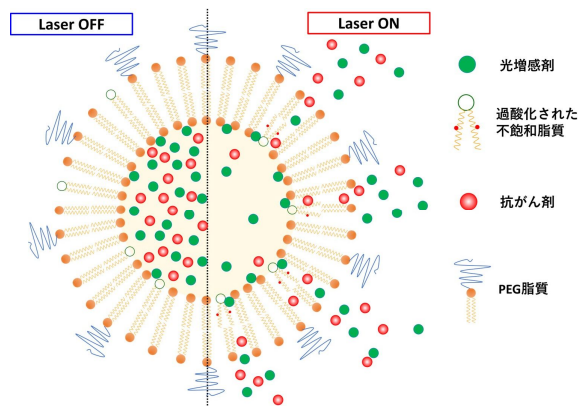 Laser OFF
Laser ON
光増感剤
過酸化された
不飽和脂質
抗がん剤
PEG脂質